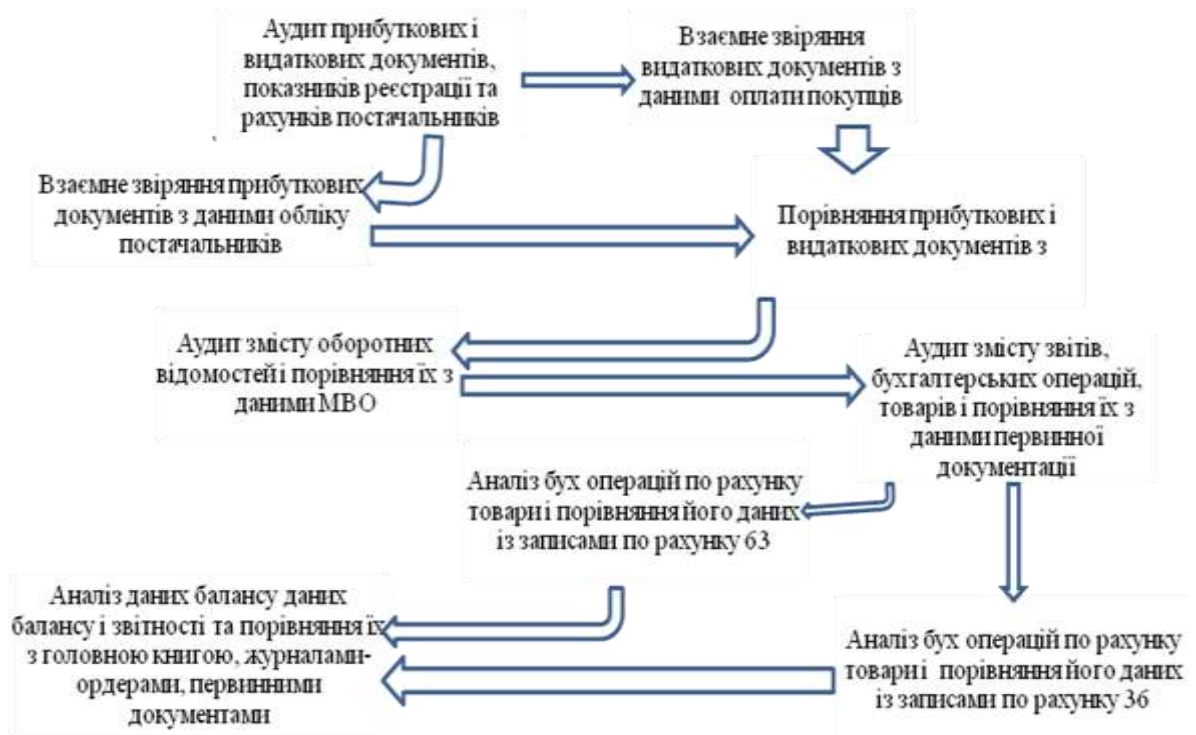 Аудит прибуткових і
видаткових документів,
показників реєстрації та
рахунків постачальників
Взаємне звіряння
видаткових документів з
даними оплати покупців
Взаємне звіряння прибуткових
документів з даними обліку
постачальників
Порівняння прибуткових і
видаткових документів з
Аудит змісту оборотних
відомостей і порівняння їх з
даними МВО
Аудит змісту звітів,
бухгалтерських операцій,
товарів і порівняння їх з
даними первинної
документації
Аналіз бух операцій по рахунку
товари і порівняння його даних
із записами по рахунку 63
Аналіз даних балансу даних
балансу і звітності та порівняння їх
з головною книгою, журналами-
ордерами, первинними
документами
Аналіз бух операцій по рахунку
товари і порівняння його даних
із записами по рахунку 36